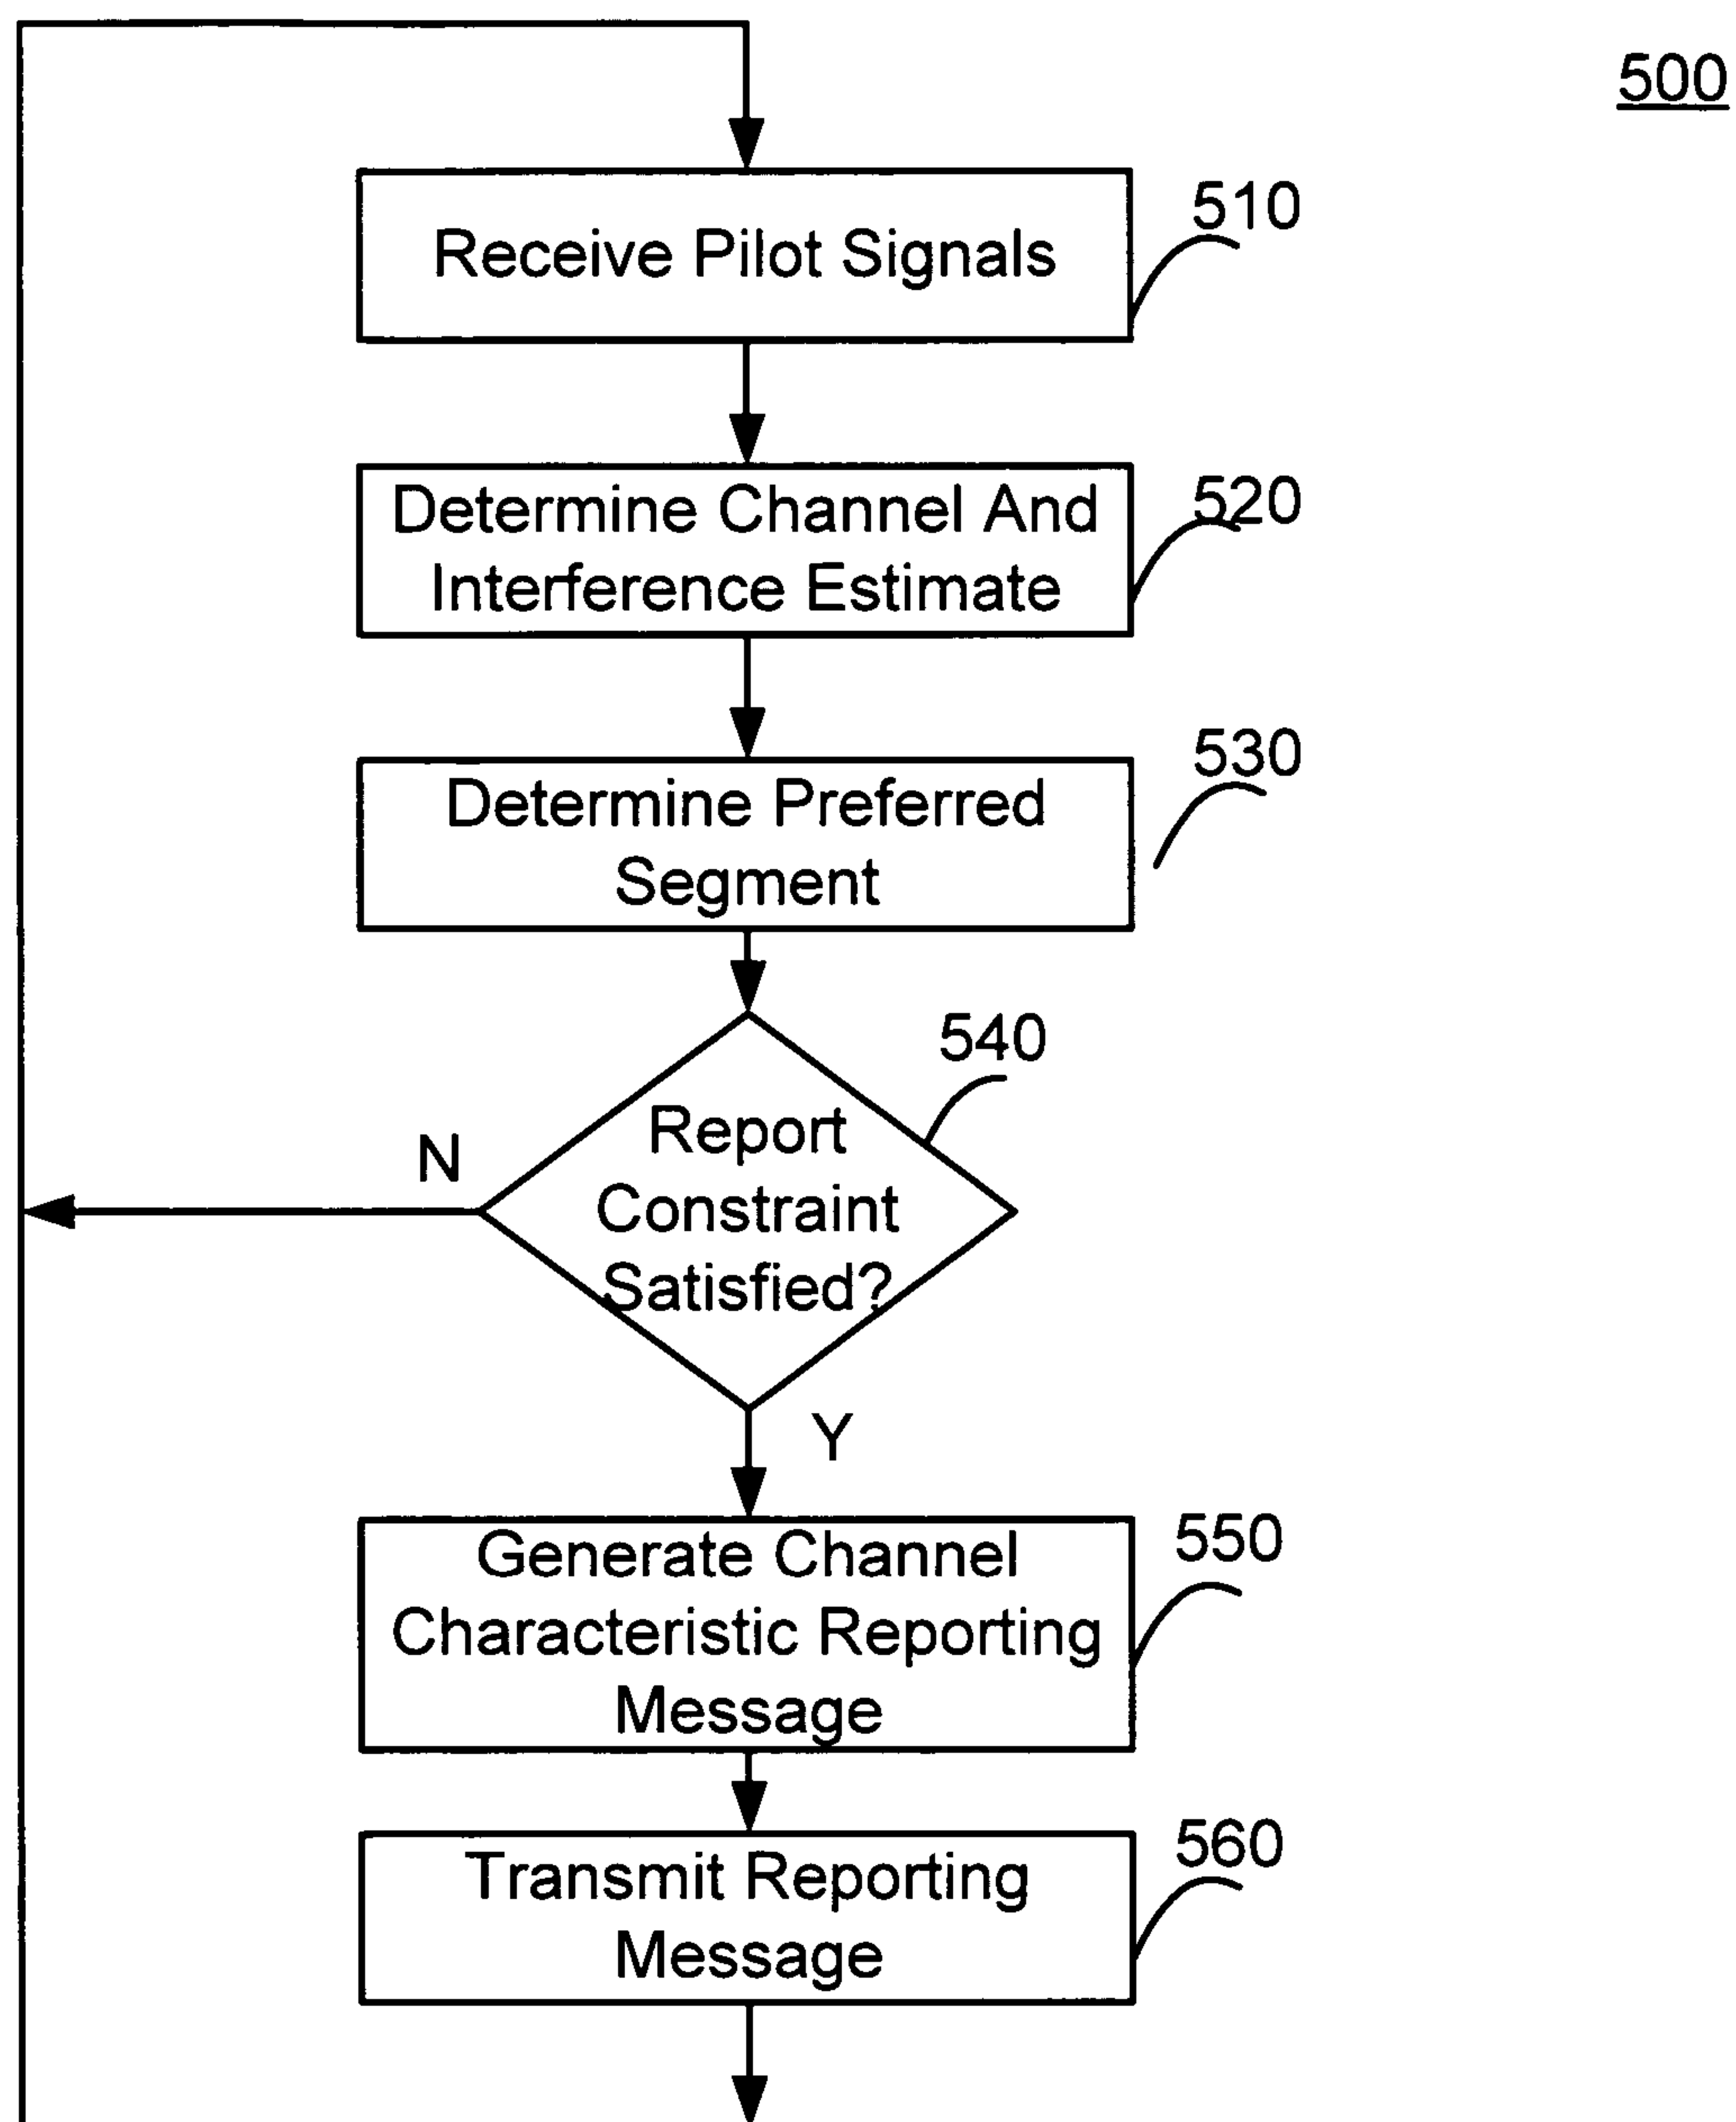 500
510
Receive Pilot Signals
520
Determine Channel And
Interference Estimate
530
Determine Preferred
Segment
540
Report
Constraint
Satisfied?
N
Y
550
Generate Channel
Characteristic Reporting
Message
560
Transmit Reporting
Message